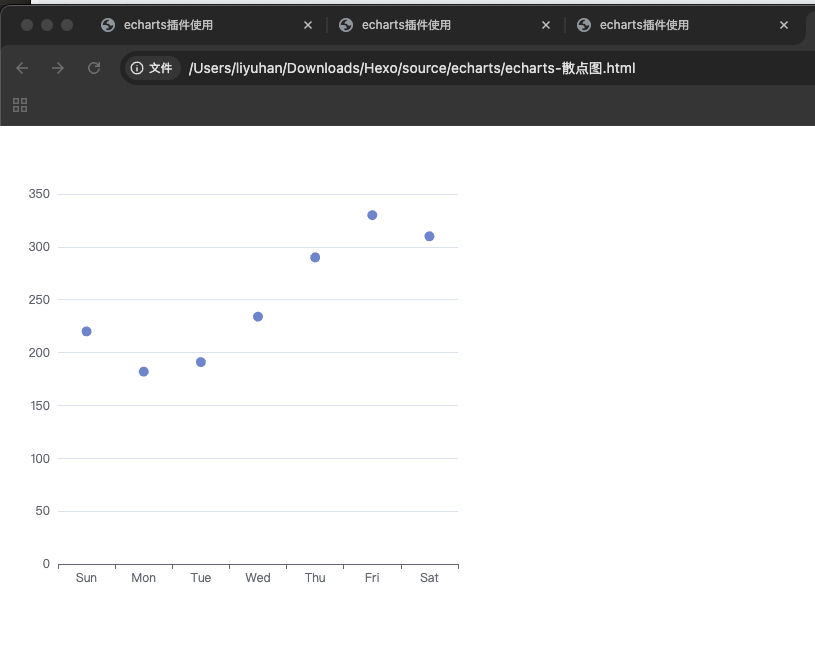 echarts插件使用 echarts插件使用 echarts插件使用
文件 /Users/liyuhan/Downloads/Hexo/source/echarts/echarts-散点图.html
350
300
250
200
150
100
50
0
Sun Mon Tue Wed Thu Fri Sat